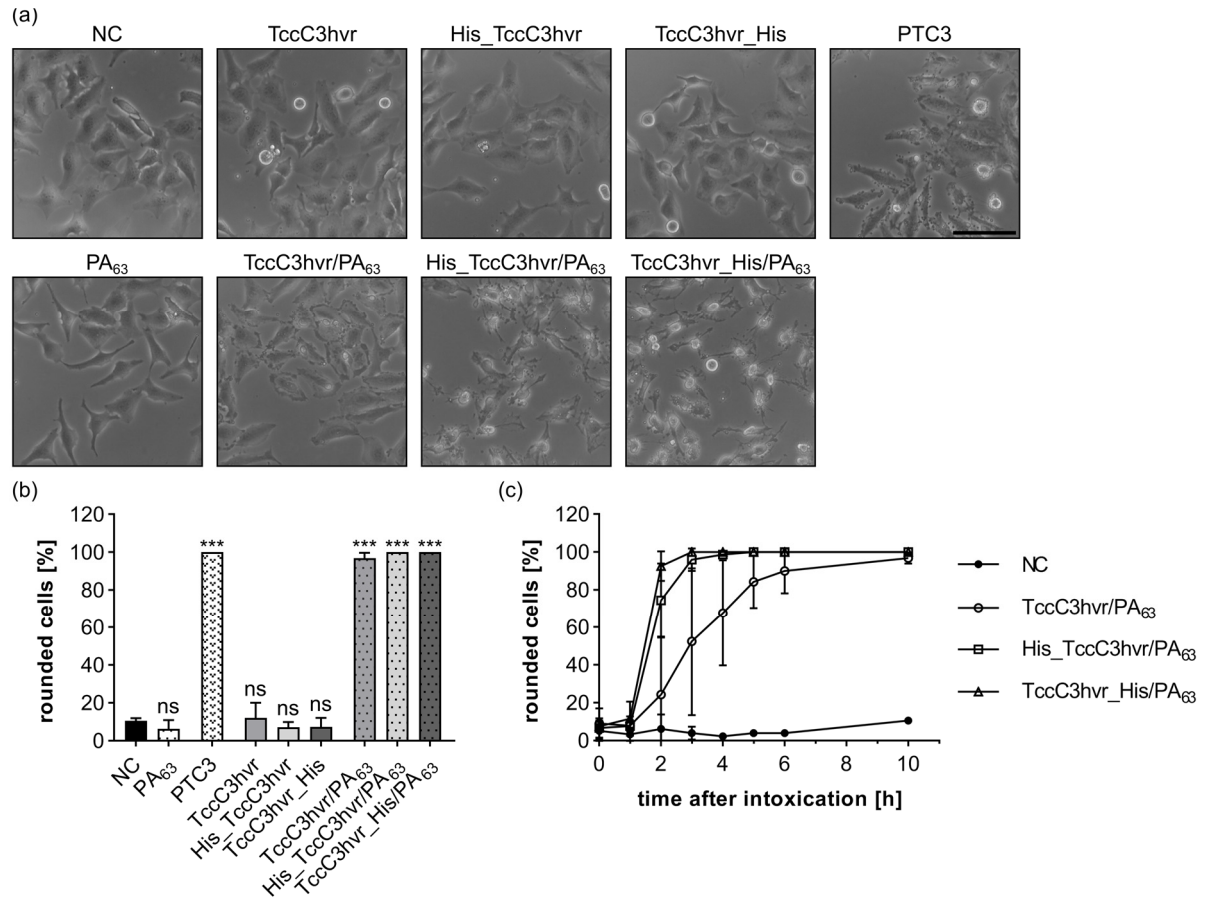 (a)
NC TccC3hvr His_TccC3hvr TccC3hvr_His PTC3
PA63 TccC3hvr/PA63 His_TccC3hvr/PA63 TccC3hvr_His/PA63
(b)
rounded cells [%]
120
100
80
60
40
20
0
ns
***
ns
ns
ns
*** *** ***
NC
PA63
PTC3
TccC3hvr
His_TccC3hvr
TccC3hvr_His
TccC3hvr/PA63
His_TccC3hvr/PA63
TccC3hvr_His/PA63
(c)
rounded cells [%]
120
100
80
60
40
20
0
0 2 4 6 8 10
time after intoxication [h]
NC
TccC3hvr/PA63
His_TccC3hvr/PA63
TccC3hvr_His/PA63